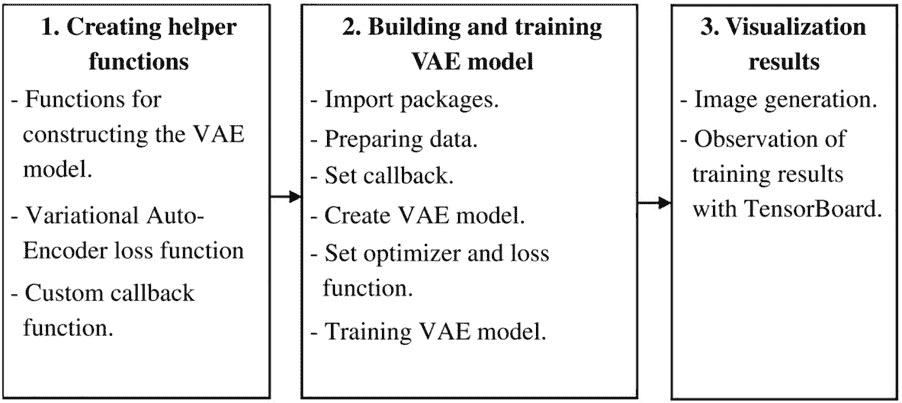 1. Creating helper
functions
- Functions for
constructing the VAE
model.
- Variational Auto-
Encoder loss function
- Custom callback
function.
2. Building and training
VAE model
- Import packages.
- Preparing data.
- Set callback.
- Create VAE model.
- Set optimizer and loss
function.
- Training VAE model.
3. Visualization
results
- Image generation.
- Observation of
training results
with TensorBoard.